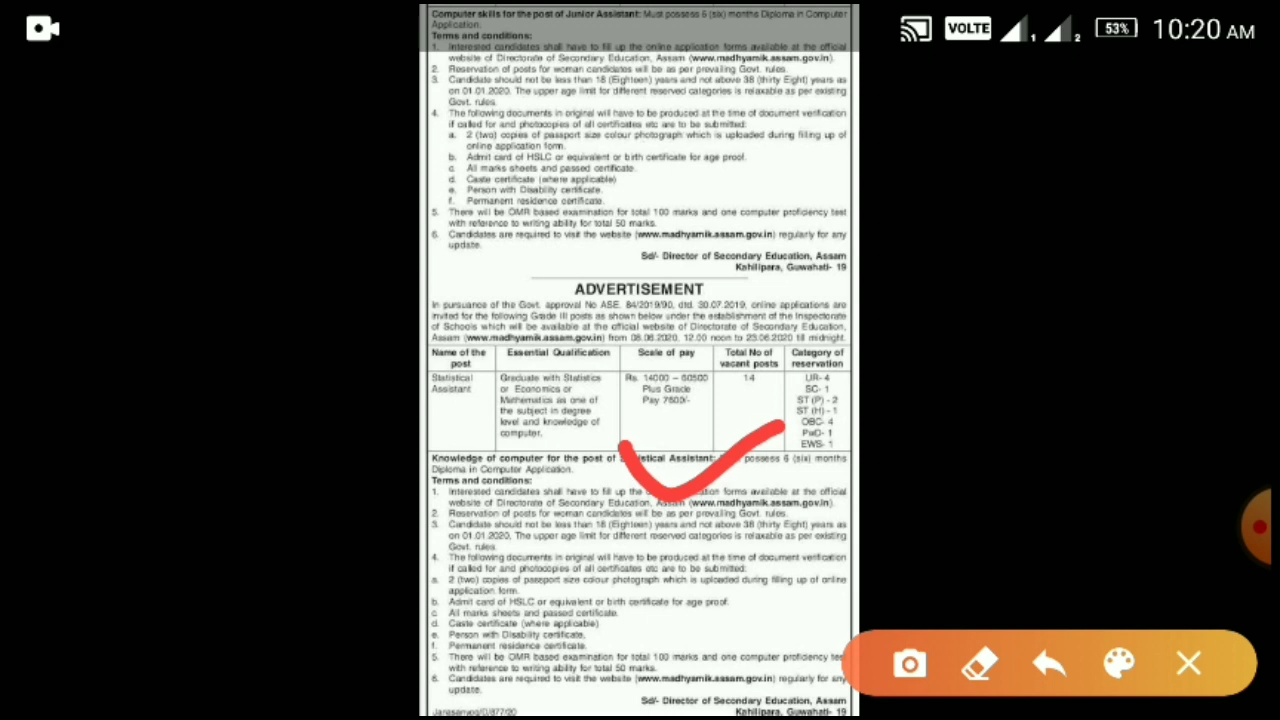 VOLTE 1 2 53% 10:20 AM
Computer skills for the post of Junior Assistant: Must possess 6 (six) months Diploma in Computer
Application.
Terms and conditions:
1. Interested candidates shall have to fill up the online application forms available at the official
website of Directorate of Secondary Education, Assam (www.madhyamik.assam.gov.in).
2. Reservation of posts for woman candidates will be as per prevailing Govt. rules.
3. Candidate should not be less than 18 (Eighteen) years and not above 38 (thirty Eight) years as
on 01.01.2020. The upper age limit for different reserved categories is relaxable as per existing
Govt. rules.
4. The following documents in original will have to be produced at the time of document verification
if called for and photocopies of all certificates etc are to be submitted:
a. 2 (two) copies of passport size colour photograph which is uploaded during filling up of
online application form.
b. Admit card of HSLC or equivalent or birth certificate for age proof.
c. All marks sheets and passed certificate.
d. Caste certificate (where applicable)
e. Person with Disability certificate.
f. Permanent residence certificate.
5. There will be OMR based examination for total 100 marks and one computer proficiency test
with reference to writing ability for total 50 marks.
6. Candidates are required to visit the website (www.madhyamik.assam.gov.in) regularly for any
update.
Sd/- Director of Secondary Education, Assam
Kahilipara, Guwahati- 19
ADVERTISEMENT
In pursuance of the Govt. approval No ASE. 84/2019/90, dtd. 30.07.2019, online applications are
invited for the following Grade III posts as shown below under the establishment of the Inspectorate
of Schools which will be available at the official website of Directorate of Secondary Education,
Assam (www.madhyamik.assam.gov.in) from 08.06.2020, 12.00 noon to 23.06.2020 till midnight.
Name of the post Essential Qualification Scale of pay Total No of vacant posts Category of reservation
Statistical Assistant Graduate with Statistics or Economics or Mathematics as one of the subject in degree level and knowledge of computer. Rs. 14000 – 60500 Plus Grade Pay 7600/- 14 UR- 4
SC- 1
ST (P) - 2
ST (H) - 1
OBC- 4
PwD- 1
EWS- 1
Knowledge of computer for the post of Statistical Assistant: possess 6 (six) months
Diploma in Computer Application.
Terms and conditions:
1. Interested candidates shall have to fill up the forms available at the official
website of Directorate of Secondary Education, Assam (www.madhyamik.assam.gov.in).
2. Reservation of posts for woman candidates will be as per prevailing Govt. rules.
3. Candidate should not be less than 18 (Eighteen) years and not above 38 (thirty Eight) years as
on 01.01.2020. The upper age limit for different reserved categories is relaxable as per existing
Govt. rules.
4. The following documents in original will have to be produced at the time of document verification
if called for and photocopies of all certificates etc are to be submitted:
a. 2 (two) copies of passport size colour photograph which is uploaded during filling up of online
application form.
b. Admit card of HSLC or equivalent or birth certificate for age proof.
c. All marks sheets and passed certificate.
d. Caste certificate (where applicable)
e. Person with Disability certificate,
f. Permanent residence certificate.
5. There will be OMR based examination for total 100 marks and one computer proficiency test
with reference to writing ability for total 50 marks.
6. Candidates are required to visit the website (www.madhyamik.assam.gov.in) regularly for any
update.
Sd/- Director of Secondary Education, Assam
Janasanyog/D/877/20 Kahilipara, Guwahati- 19